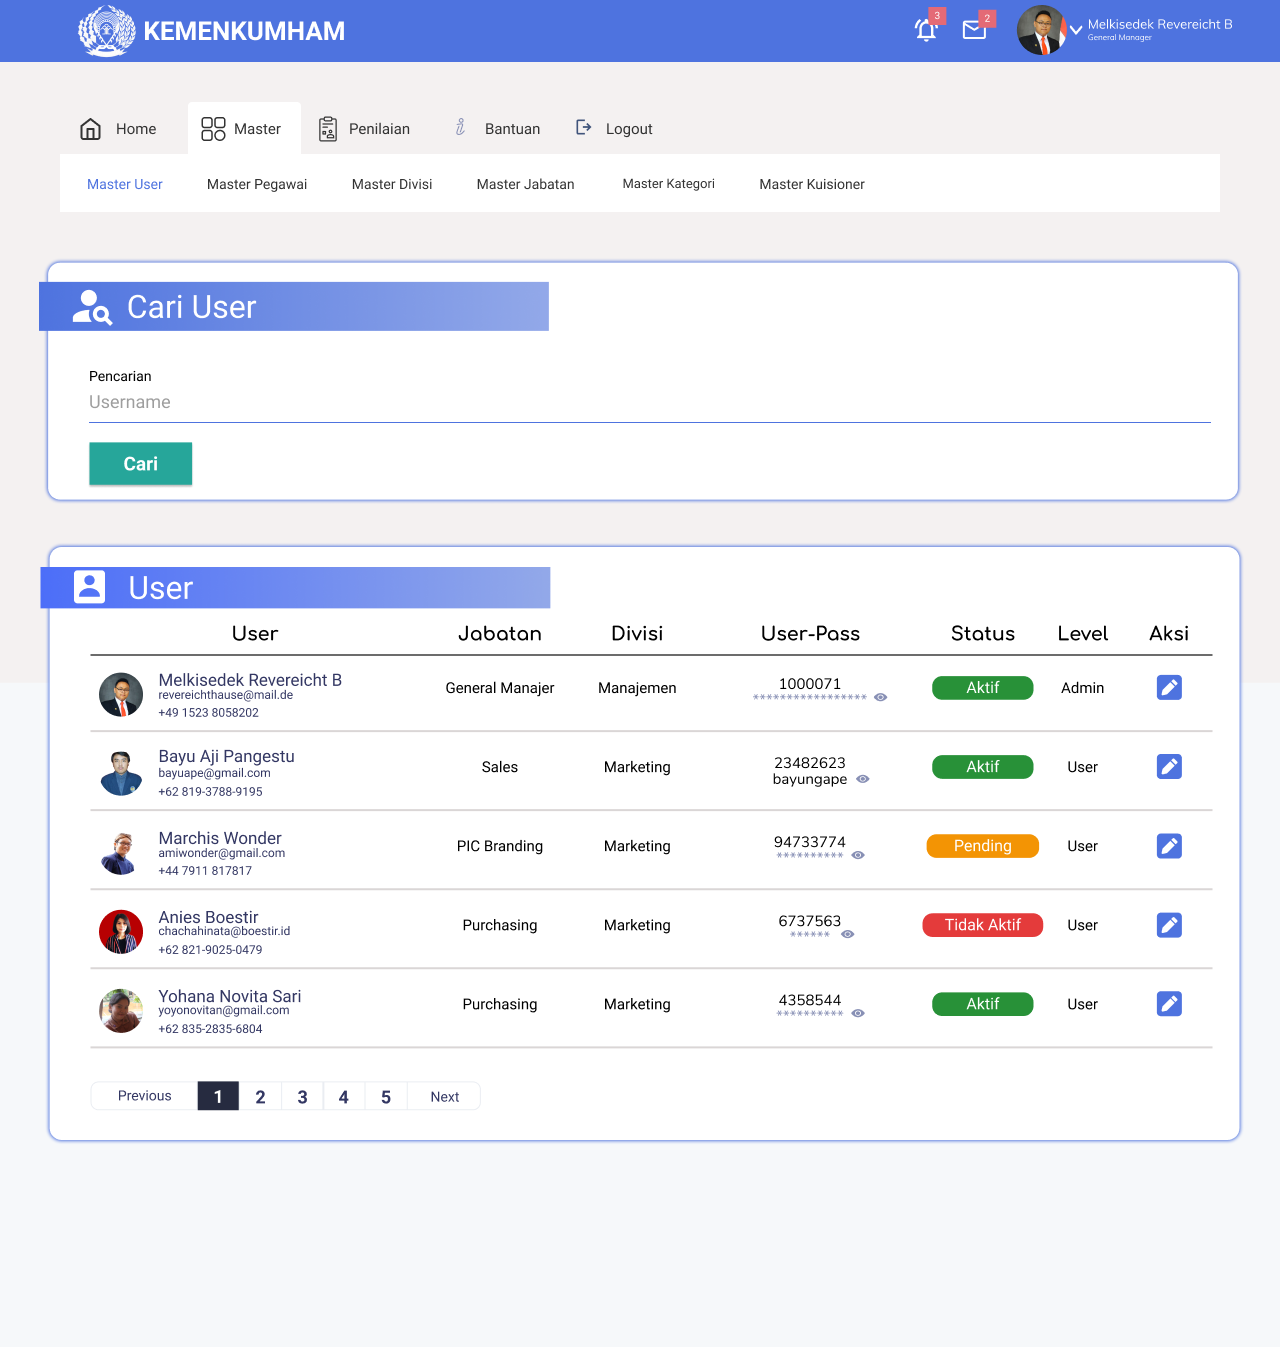 KEMENKUMHAM
3
2
Melkisedek Revereicht B
General Manager
Home
Master
Penilaian
Bantuan
Logout
Master User
Master Pegawai
Master Divisi
Master Jabatan
Master Kategori
Master Kuisioner
Cari User
Pencarian
Username
Cari
User
User Jabatan Divisi User-Pass Status Level Aksi
Melkisedek Revereicht B
revereichthause@mail.de
+49 1523 8058202
General Manajer
Manajemen
1000071
*****************
Aktif
Admin
Bayu Aji Pangestu
bayuape@gmail.com
+62 819-3788-9195
Sales
Marketing
23482623
bayungape
Aktif
User
Marchis Wonder
amiwonder@gmail.com
+44 7911 817817
PIC Branding
Marketing
94733774
**********
Pending
User
Anies Boestir
chachahinata@boestir.id
+62 821-9025-0479
Purchasing
Marketing
6737563
******
Tidak Aktif
User
Yohana Novita Sari
yoyonovitan@gmail.com
+62 835-2835-6804
Purchasing
Marketing
4358544
**********
Aktif
User
Previous 1 2 3 4 5 Next